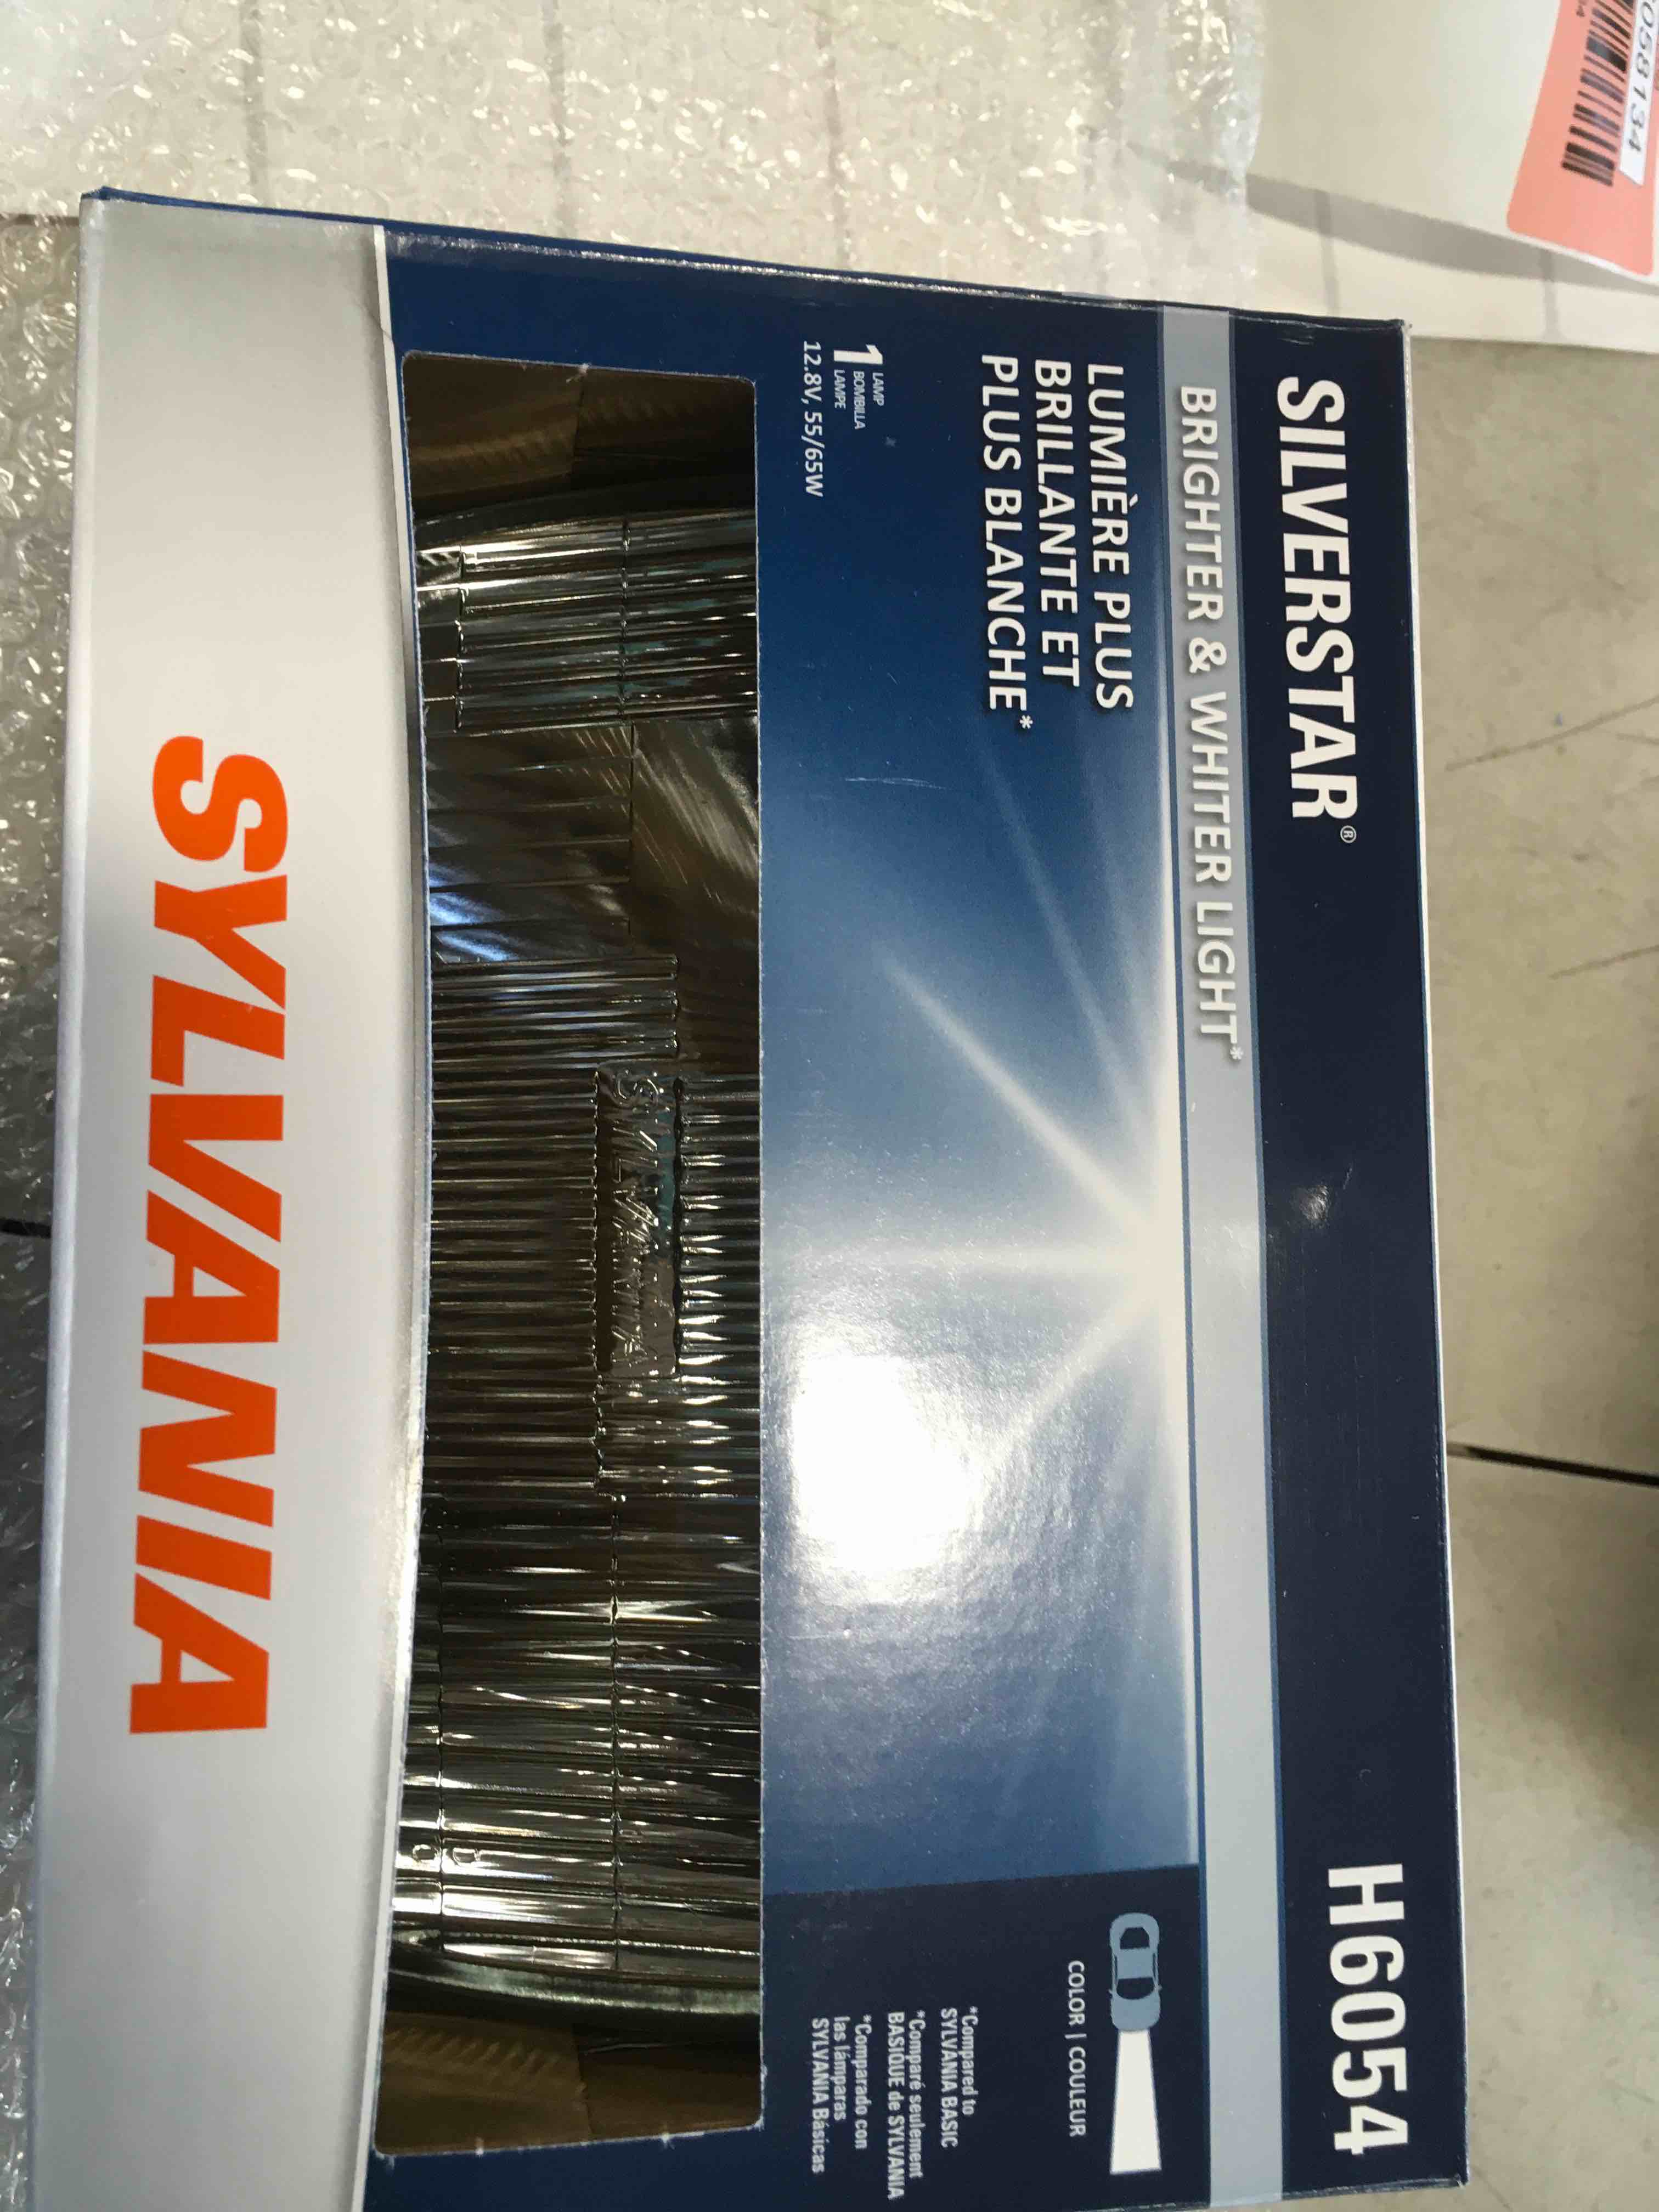 SILVERSTAR®
H6054
BRIGHTER & WHITER LIGHT*
LUMIÈRE PLUS
BRILLANTE ET
PLUS BLANCHE*
COLOR | COULEUR
1 LAMP
BOMBILLA
LAMPE
12.8V, 55/65W
*Compared to
SYLVANIA BASIC
*Comparé seulement
BASIQUE de SYLVANIA
*Comparado con
las lámparas
SYLVANIA Básicas
SYLVANIA
SYLVANIA
058134